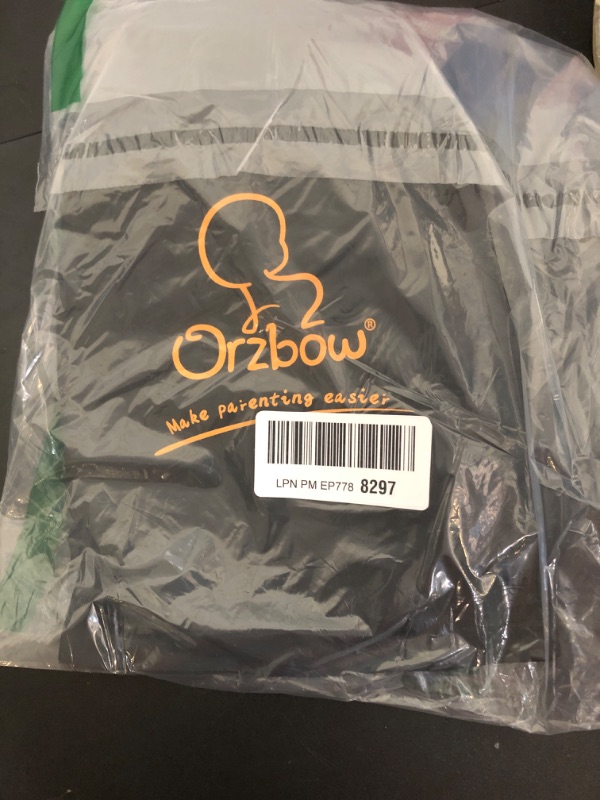 Orzbow®
Make parenting easier
LPN PM EP778 8297